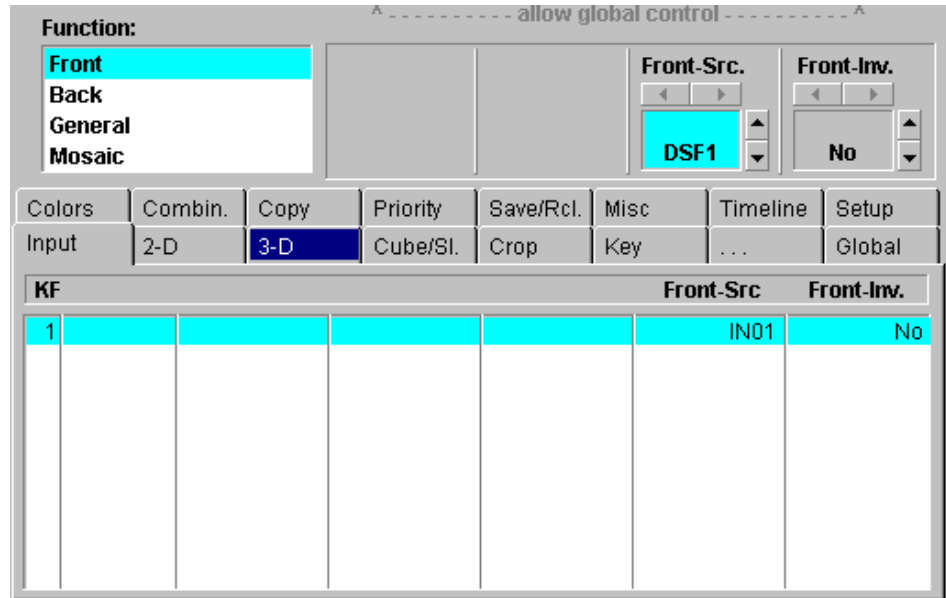 ^ - - - - - - - - - - - allow global control - - - - - - - - - - ^
Function:
Front
Back
General
Mosaic
Front-Src.
Front-Inv.
DSF1
No
Colors Combin. Copy Priority Save/Rcl. Misc Timeline Setup
Input 2-D 3-D Cube/Sl. Crop Key ... Global
KF Front-Src Front-Inv.
1 IN01 No